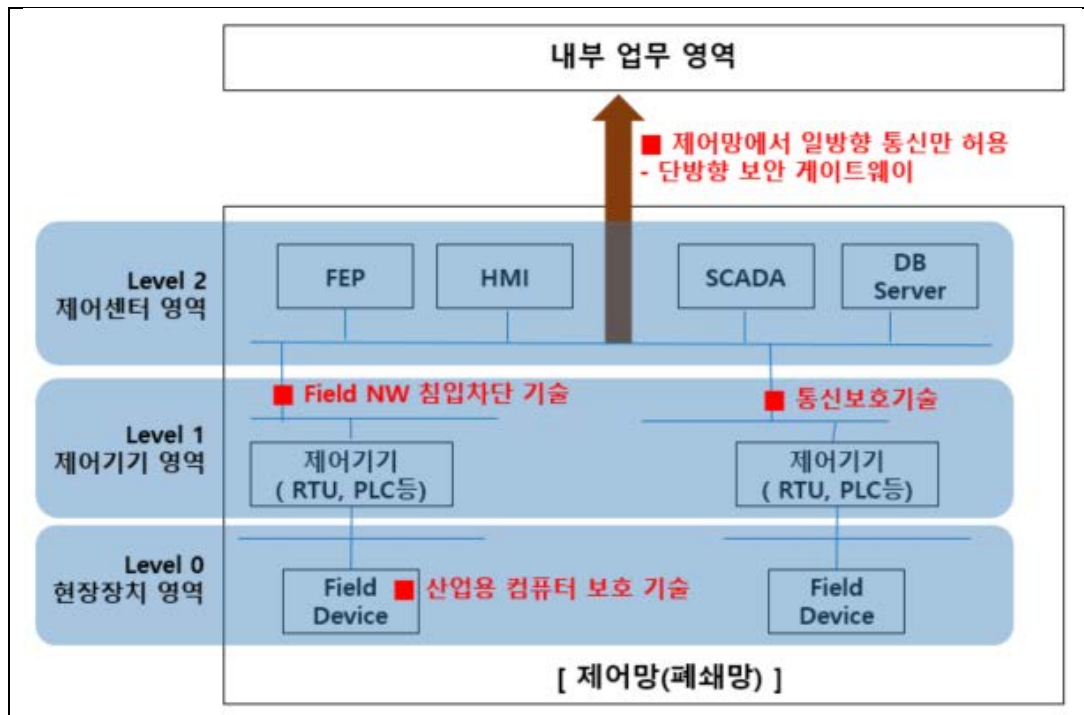 내부 업무 영역
■ 제어망에서 일방향 통신만 허용
- 단방향 보안 게이트웨이
Level 2
제어센터 영역
FEP
HMI
SCADA
DB
Server
■ Field NW 침입차단 기술
■ 통신보호기술
Level 1
제어기기 영역
제어기기
( RTU, PLC등)
제어기기
( RTU, PLC등)
Level 0
현장장치 영역
Field
Device
■ 산업용 컴퓨터 보호 기술
Field
Device
[ 제어망(폐쇄망) ]